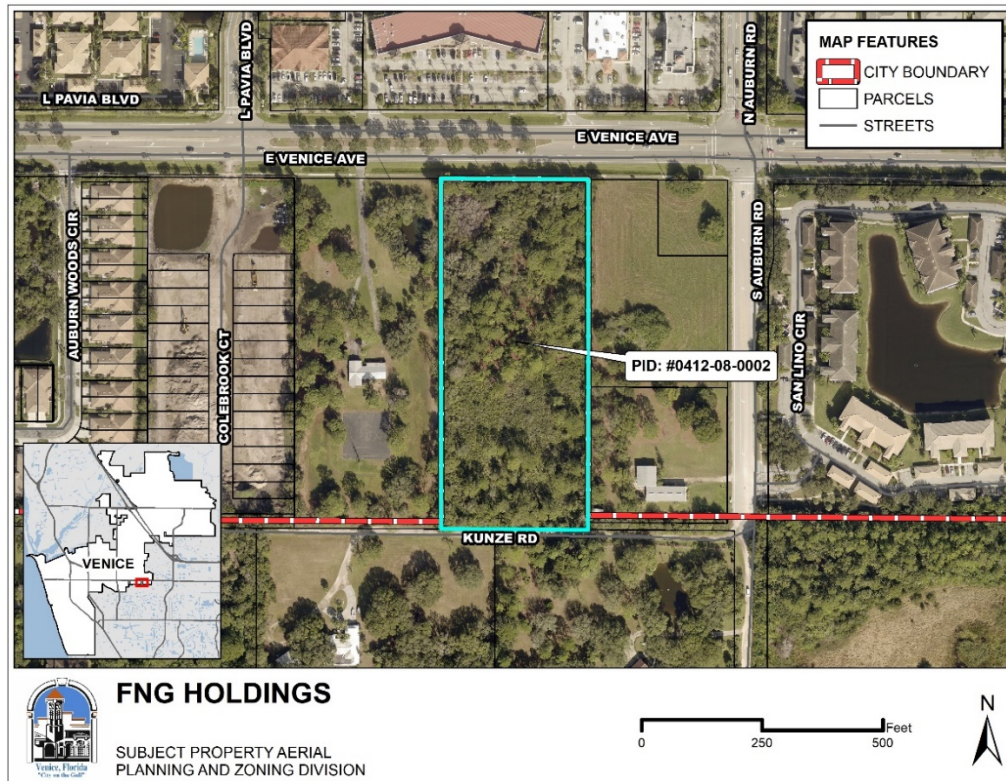 MAP FEATURES
CITY BOUNDARY
PARCELS
STREETS
L PAVIA BLVD
L PAVIA BLVD
N AUBURN RD
E VENICE AVE
E VENICE AVE
AUBURN WOODS CIR
COLEBROOK CT
S AUBURN RD
SAN LINO CIR
PID: #0412-08-0002
KUNZE RD
VENICE
FNG HOLDINGS
SUBJECT PROPERTY AERIAL
PLANNING AND ZONING DIVISION
Venice, Florida
"City on the Gulf"
Feet
0 250 500
N